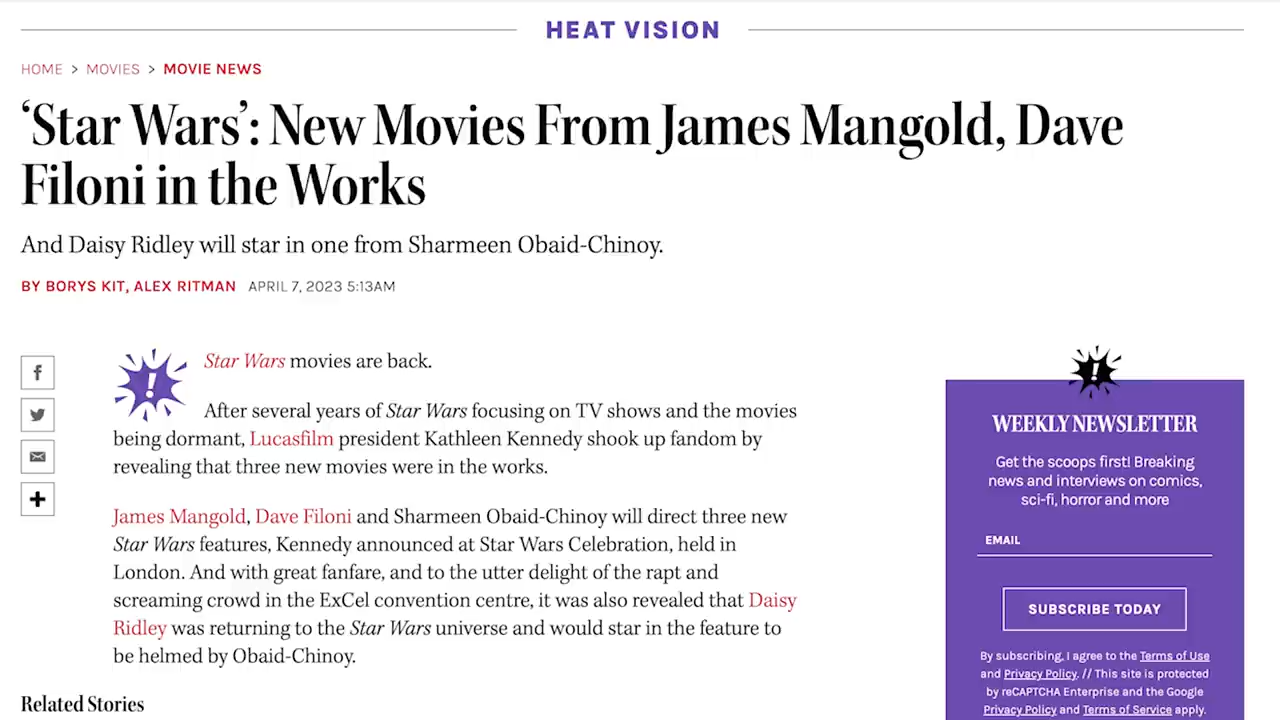 HEAT VISION
HOME > MOVIES > MOVIE NEWS
‘Star Wars’: New Movies From James Mangold, Dave
Filoni in the Works
And Daisy Ridley will star in one from Sharmeen Obaid-Chinoy.
BY BORYS KIT, ALEX RITMAN APRIL 7, 2023 5:13AM
Star Wars movies are back.
After several years of Star Wars focusing on TV shows and the movies
being dormant, Lucasfilm president Kathleen Kennedy shook up fandom by
revealing that three new movies were in the works.
James Mangold, Dave Filoni and Sharmeen Obaid-Chinoy will direct three new
Star Wars features, Kennedy announced at Star Wars Celebration, held in
London. And with great fanfare, and to the utter delight of the rapt and
screaming crowd in the ExCel convention centre, it was also revealed that Daisy
Ridley was returning to the Star Wars universe and would star in the feature to
be helmed by Obaid-Chinoy.
Related Stories
WEEKLY NEWSLETTER
Get the scoops first! Breaking
news and interviews on comics,
sci-fi, horror and more
EMAIL
SUBSCRIBE TODAY
By subscribing, I agree to the Terms of Use
and Privacy Policy. // This site is protected
by reCAPTCHA Enterprise and the Google
Privacy Policy and Terms of Service apply.